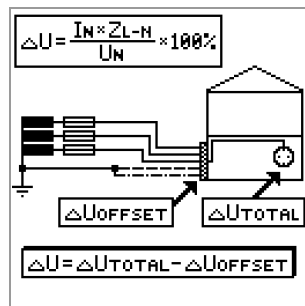 △U = IN×ZL-N / UN ×100%
△UOFFSET
△UTOTAL
△U=△UTOTAL-△UOFFSET